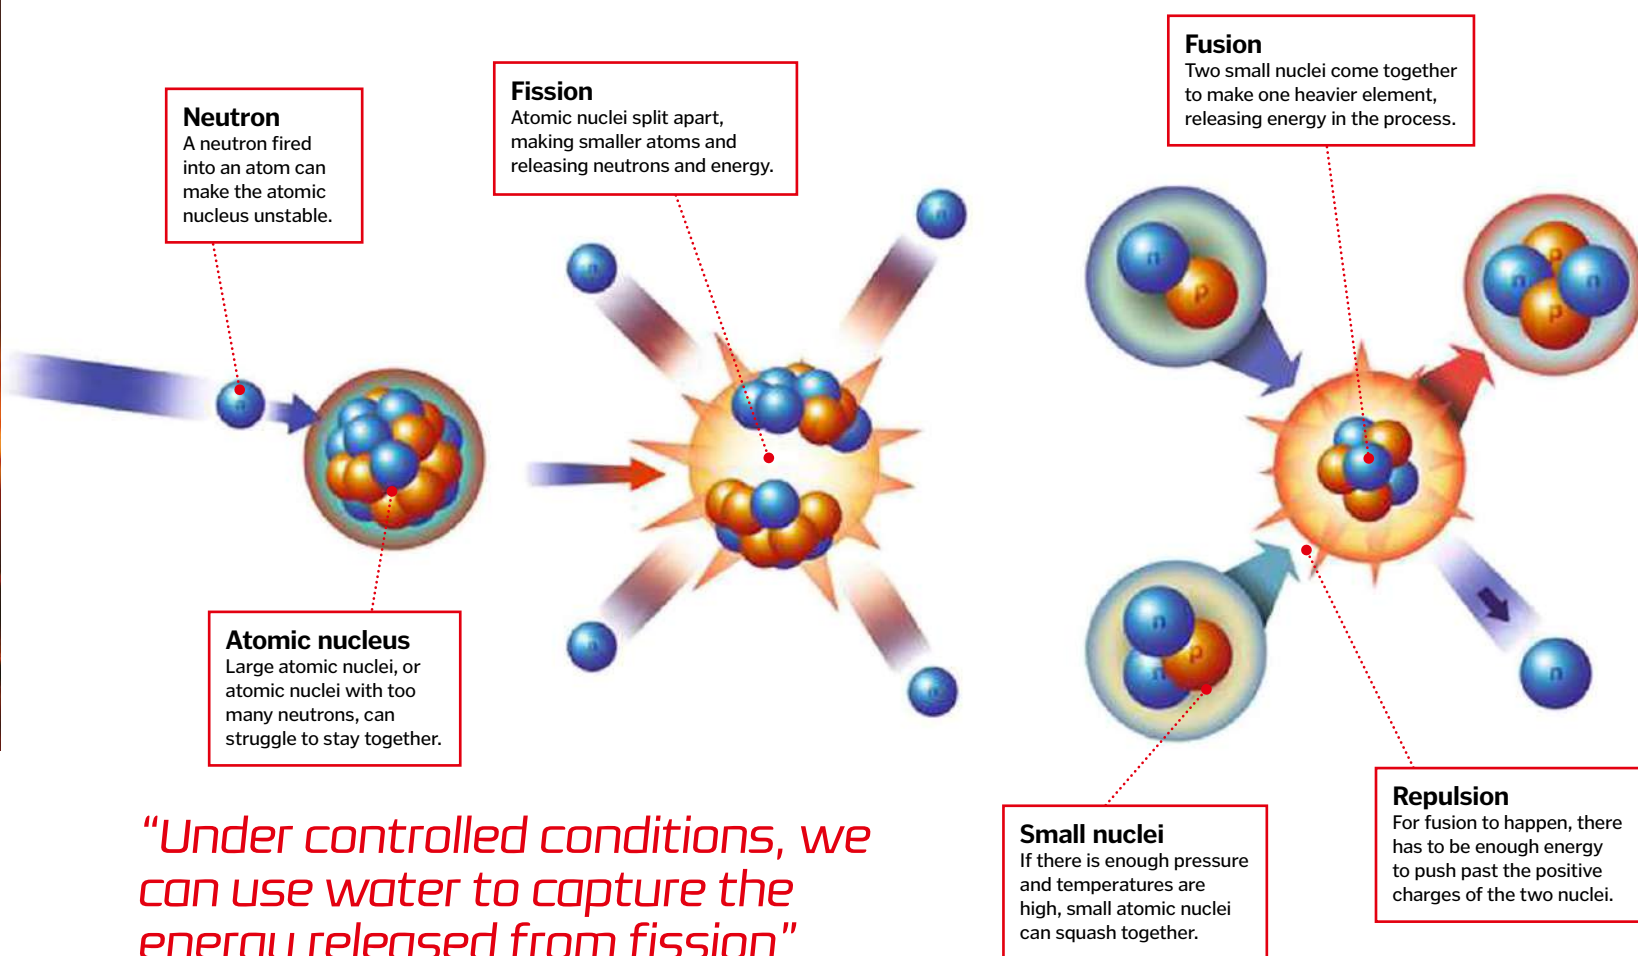 Neutron
A neutron fired
into an atom can
make the atomic
nucleus unstable.
Fission
Atomic nuclei split apart,
making smaller atoms and
releasing neutrons and energy.
Fusion
Two small nuclei come together
to make one heavier element,
releasing energy in the process.
n
n
n
n
n
n
p
p
n
n
p
n
n
p
n
Atomic nucleus
Large atomic nuclei, or
atomic nuclei with too
many neutrons, can
struggle to stay together.
Small nuclei
If there is enough pressure
and temperatures are
high, small atomic nuclei
can squash together.
Repulsion
For fusion to happen, there
has to be enough energy
to push past the positive
charges of the two nuclei.
“Under controlled conditions, we
can use water to capture the
energy released from fission”